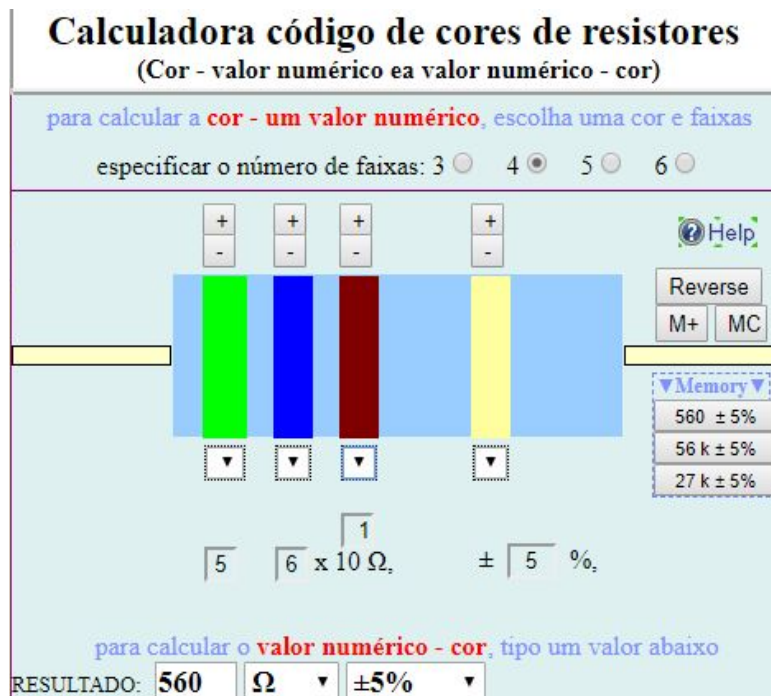 Calculadora código de cores de resistores
(Cor - valor numérico ea valor numérico - cor)
para calcular a cor - um valor numérico, escolha uma cor e faixas
especificar o número de faixas: 3 4 5 6
+ + + +
- - - -
Help
Reverse
M+ MC
▼Memory▼
560 ± 5%
56 k ± 5%
27 k ± 5%
▼ ▼ ▼ ▼
1
5 6 x 10 Ω, ± 5 %,
para calcular o valor numérico - cor, tipo um valor abaixo
RESULTADO: 560 Ω ▼ ±5% ▼